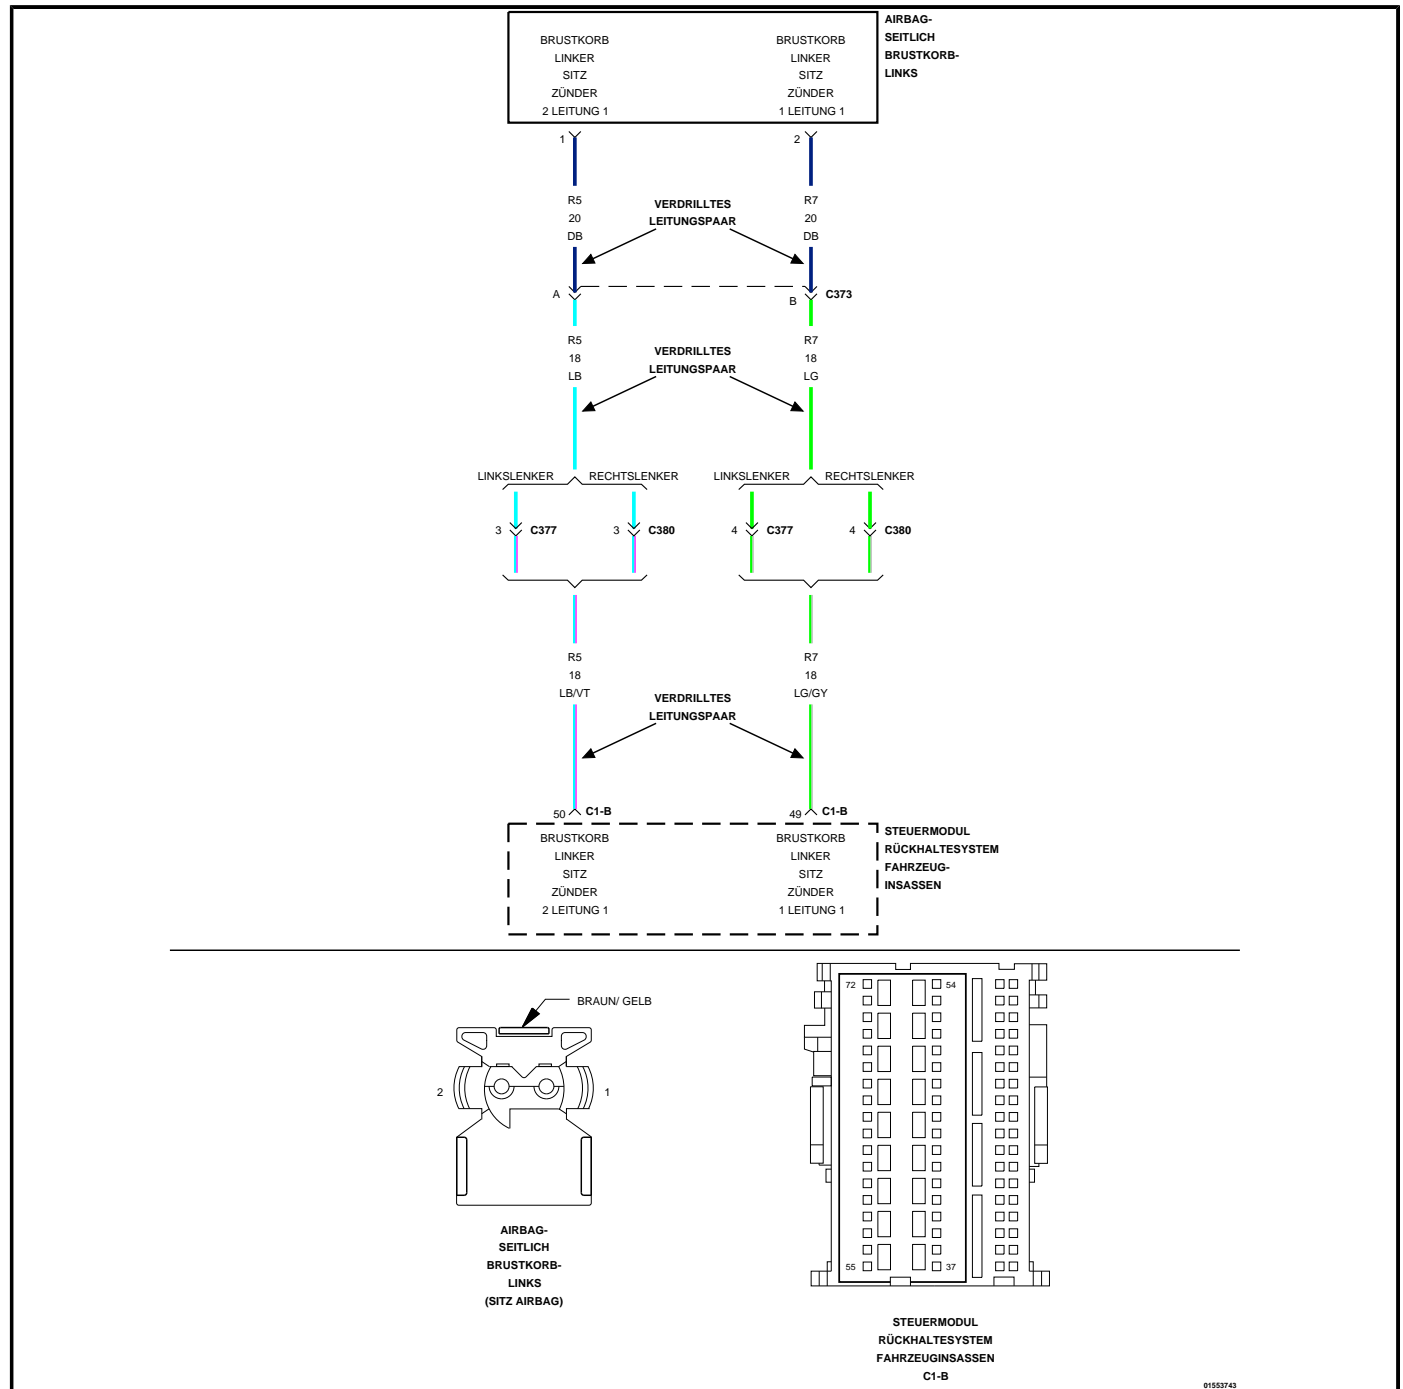 AIRBAG-
SEITLICH
BRUSTKORB-
LINKS
BRUSTKORB
LINKER
SITZ
ZÜNDER
2 LEITUNG 1
BRUSTKORB
LINKER
SITZ
ZÜNDER
1 LEITUNG 1
1
2
R5
20
DB
VERDRILLTES
LEITUNGSPAAR
R7
20
DB
A
B
C373
R5
18
LB
VERDRILLTES
LEITUNGSPAAR
R7
18
LG
LINKSLENKER
RECHTSLENKER
LINKSLENKER
RECHTSLENKER
3
C377
3
C380
4
C377
4
C380
R5
18
LB/VT
VERDRILLTES
LEITUNGSPAAR
R7
18
LG/GY
50
C1-B
49
C1-B
BRUSTKORB
LINKER
SITZ
ZÜNDER
2 LEITUNG 1
BRUSTKORB
LINKER
SITZ
ZÜNDER
1 LEITUNG 1
STEUERMODUL
RÜCKHALTESYSTEM
FAHRZEUG-
INSASSEN
BRAUN/ GELB
2
1
AIRBAG-
SEITLICH
BRUSTKORB-
LINKS
(SITZ AIRBAG)
72
54
55
37
STEUERMODUL
RÜCKHALTESYSTEM
FAHRZEUGINSASSEN
C1-B
01553743